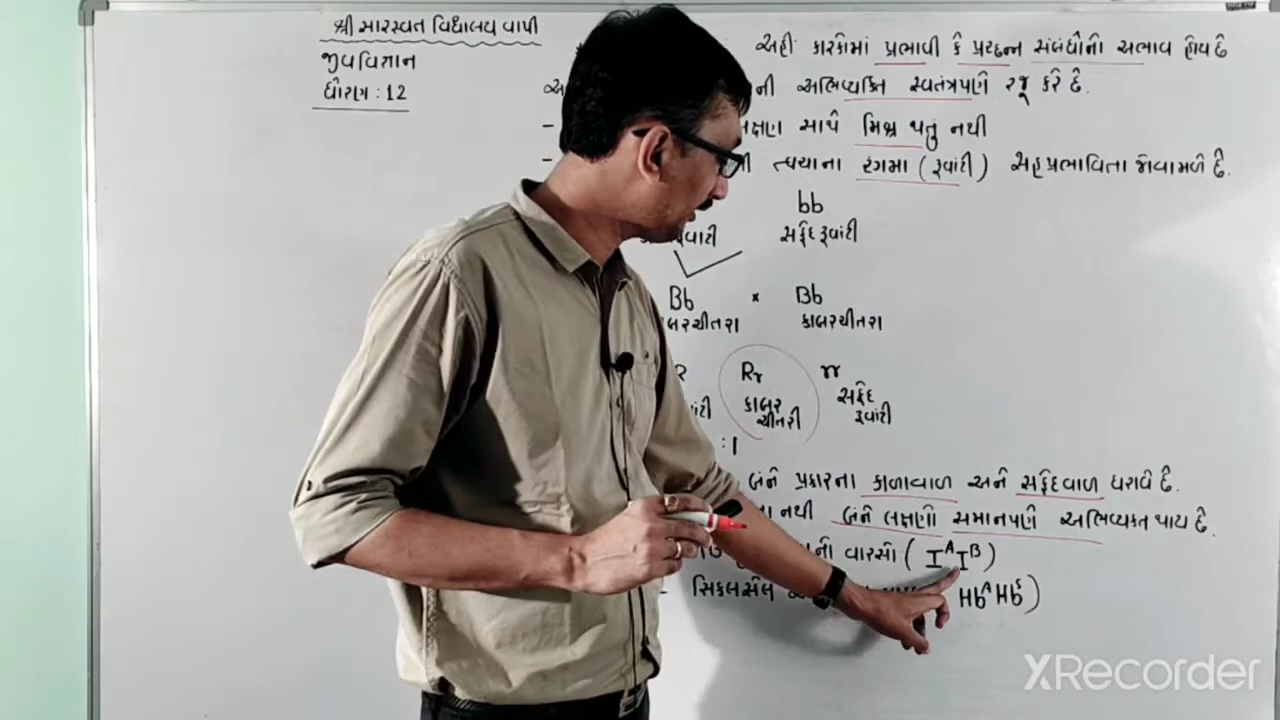 શ્રી સારસ્વત વિદ્યાલય વાપી
જીવવિજ્ઞાન
ધોરણ : 12
અહીં કારકોમાં પ્રભાવી કે પ્રચ્છન્ન સંબંધોનો અભાવ હોય છે
ની અભિવ્યક્તિ સ્વતંત્રપણે રજૂ કરે છે.
- લક્ષણ સાથે મિશ્ર થતું નથી
- ત્વચાના રંગમાં (રૂવાંટી) સહપ્રભાવિતા જોવા મળે છે.
bb
સફેદ રૂવાંટી
Bb × Bb
કાબરચીતરા
Rr rr
કાબર ચીતરી સફેદ રૂવાંટી
: 1
બંને પ્રકારના કાળાવાળ અને સફેદવાળ ધરાવે છે.
નથી બંને લક્ષણો સમાનપણે અભિવ્યક્ત થાય છે.
વારસો ( I^A I^B )
- સિકલસેલ Hb^A Hb^S )
XRecorder